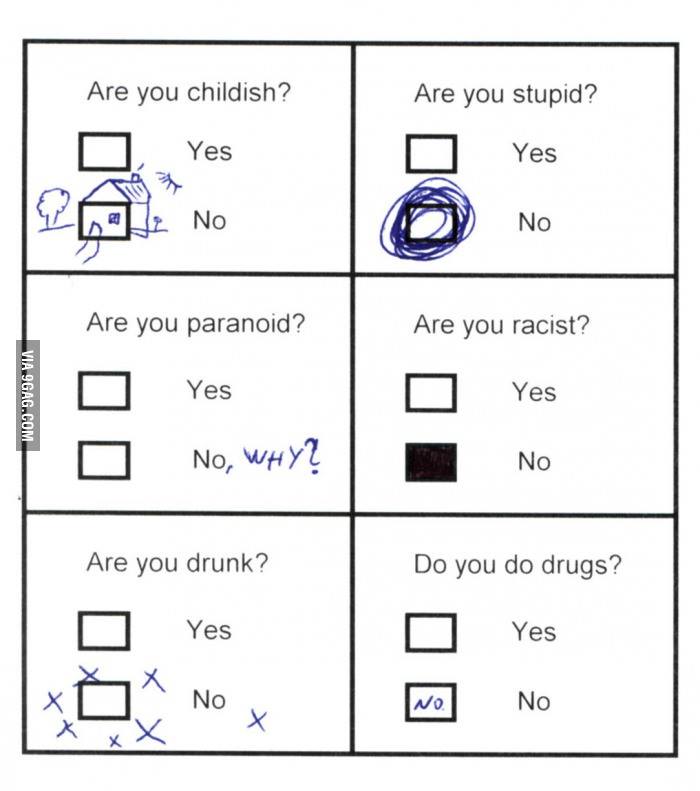 Are you childish?
Yes
No
Are you stupid?
Yes
No
Are you paranoid?
Yes
No, WHY?
Are you racist?
Yes
No
Are you drunk?
Yes
No
Do you do drugs?
Yes
NO. No
VIA 9GAG.COM